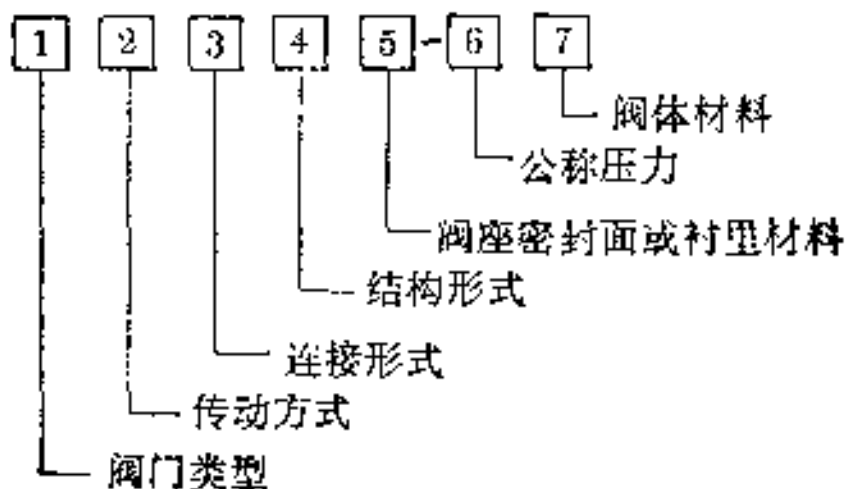 1 2 3 4 5-6 7
阀体材料
公称压力
阀座密封面或衬里材料
结构形式
连接形式
传动方式
阀门类型